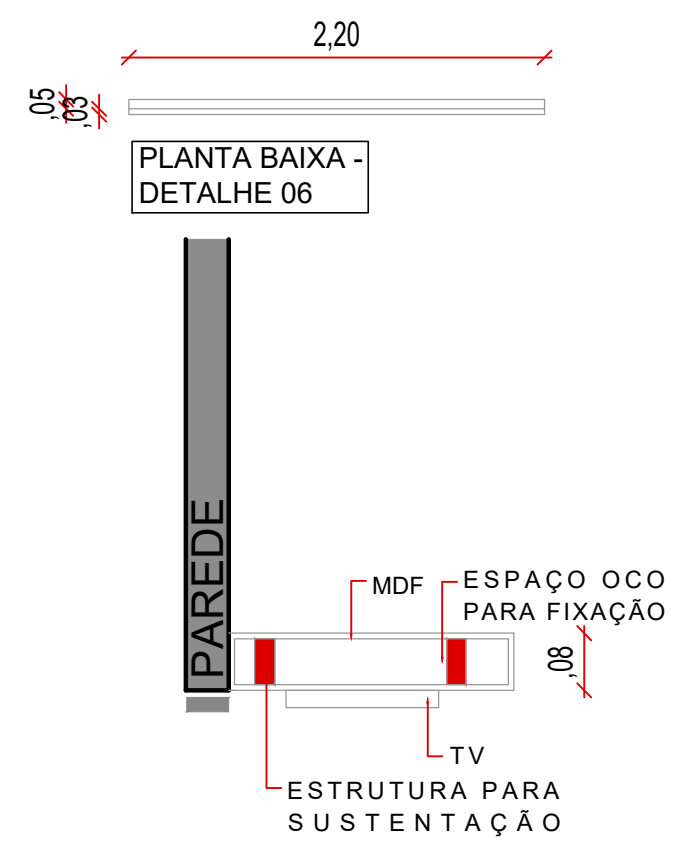 2,20
,05
,03
PLANTA BAIXA -
DETALHE 06
PAREDE
MDF
ESPAÇO OCO
PARA FIXAÇÃO
,08
TV
ESTRUTURA PARA
SUSTENTAÇÃO